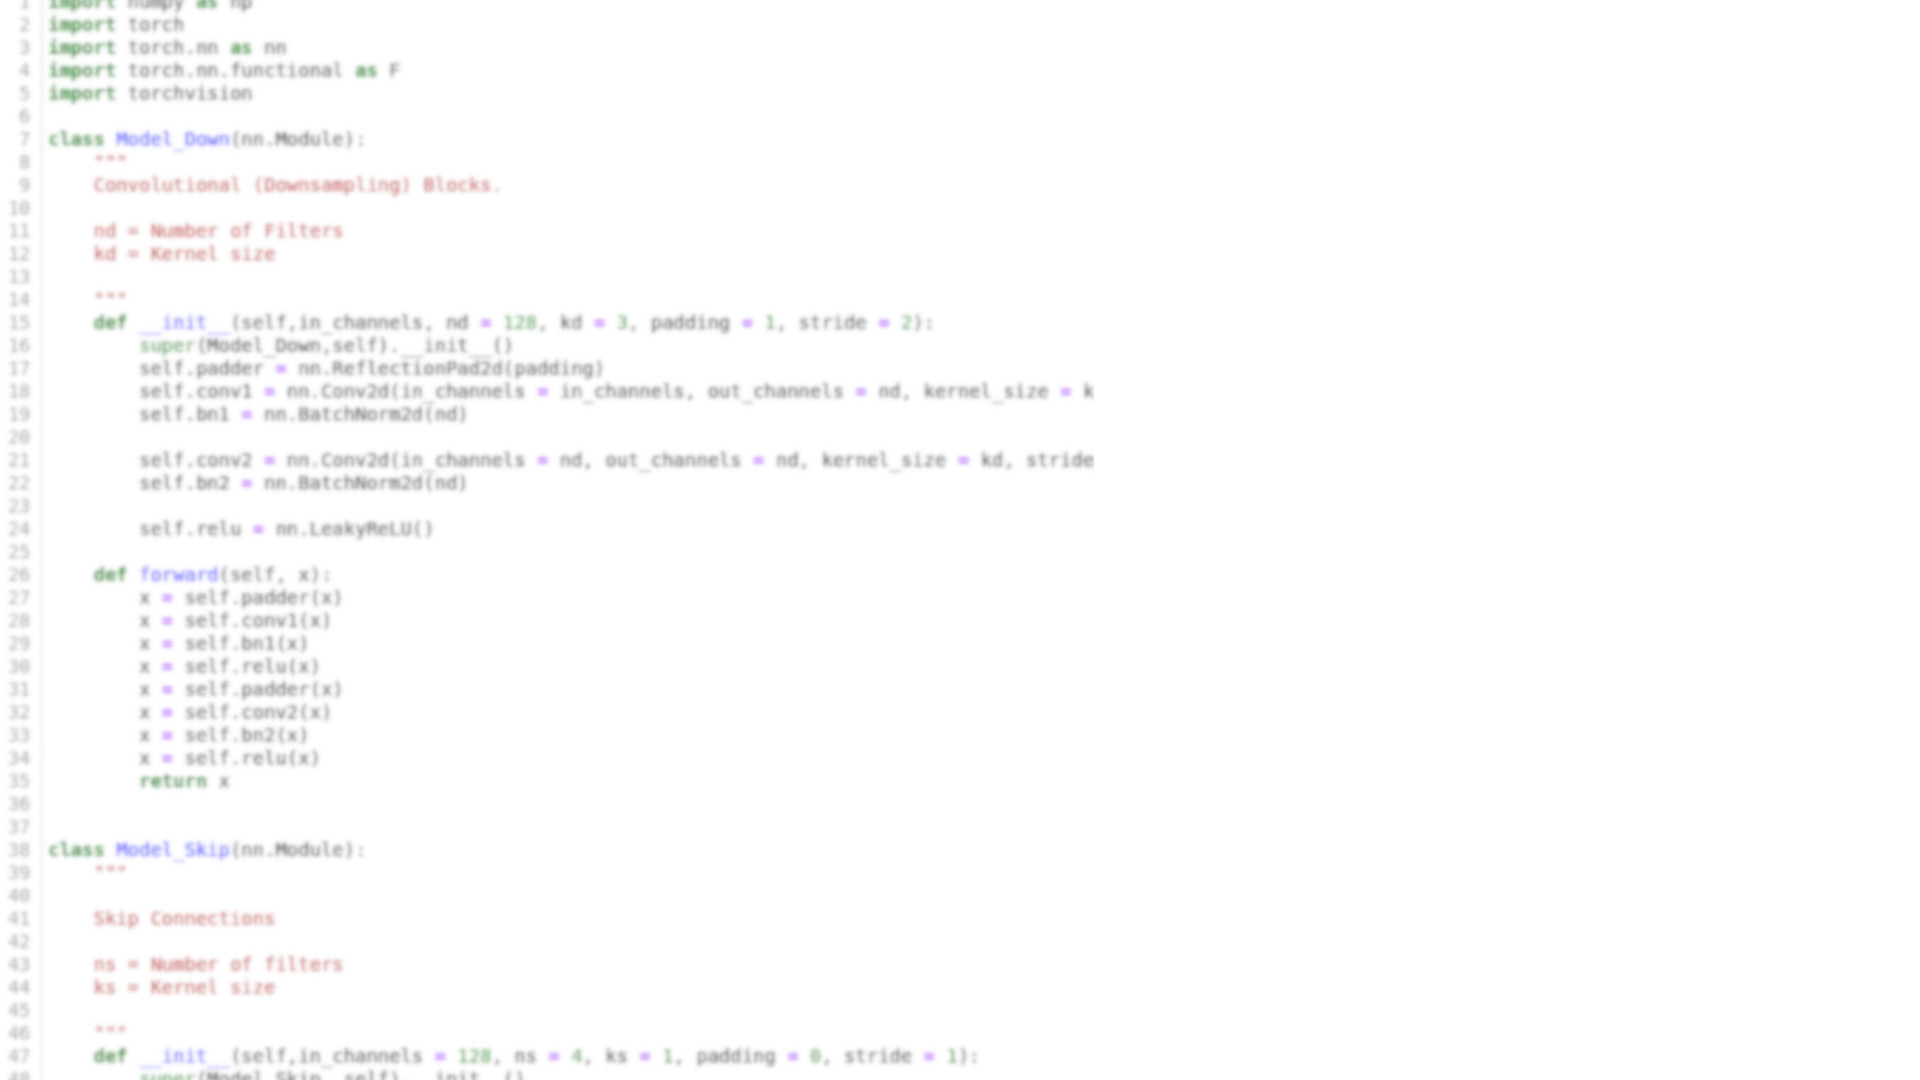 1 import numpy as np
2 import torch
3 import torch.nn as nn
4 import torch.nn.functional as F
5 import torchvision
6
7 class Model_Down(nn.Module):
8     """
9     Convolutional (Downsampling) Blocks.
10
11     nd = Number of Filters
12     kd = Kernel size
13
14     """
15     def __init__(self,in_channels, nd = 128, kd = 3, padding = 1, stride = 2):
16         super(Model_Down,self).__init__()
17         self.padder = nn.ReflectionPad2d(padding)
18         self.conv1 = nn.Conv2d(in_channels = in_channels, out_channels = nd, kernel_size = k
19         self.bn1 = nn.BatchNorm2d(nd)
20
21         self.conv2 = nn.Conv2d(in_channels = nd, out_channels = nd, kernel_size = kd, stride
22         self.bn2 = nn.BatchNorm2d(nd)
23
24         self.relu = nn.LeakyReLU()
25
26     def forward(self, x):
27         x = self.padder(x)
28         x = self.conv1(x)
29         x = self.bn1(x)
30         x = self.relu(x)
31         x = self.padder(x)
32         x = self.conv2(x)
33         x = self.bn2(x)
34         x = self.relu(x)
35         return x
36
37
38 class Model_Skip(nn.Module):
39     """
40
41     Skip Connections
42
43     ns = Number of filters
44     ks = Kernel size
45
46     """
47     def __init__(self,in_channels = 128, ns = 4, ks = 1, padding = 0, stride = 1):
48         super(Model_Skip, self).__init__()